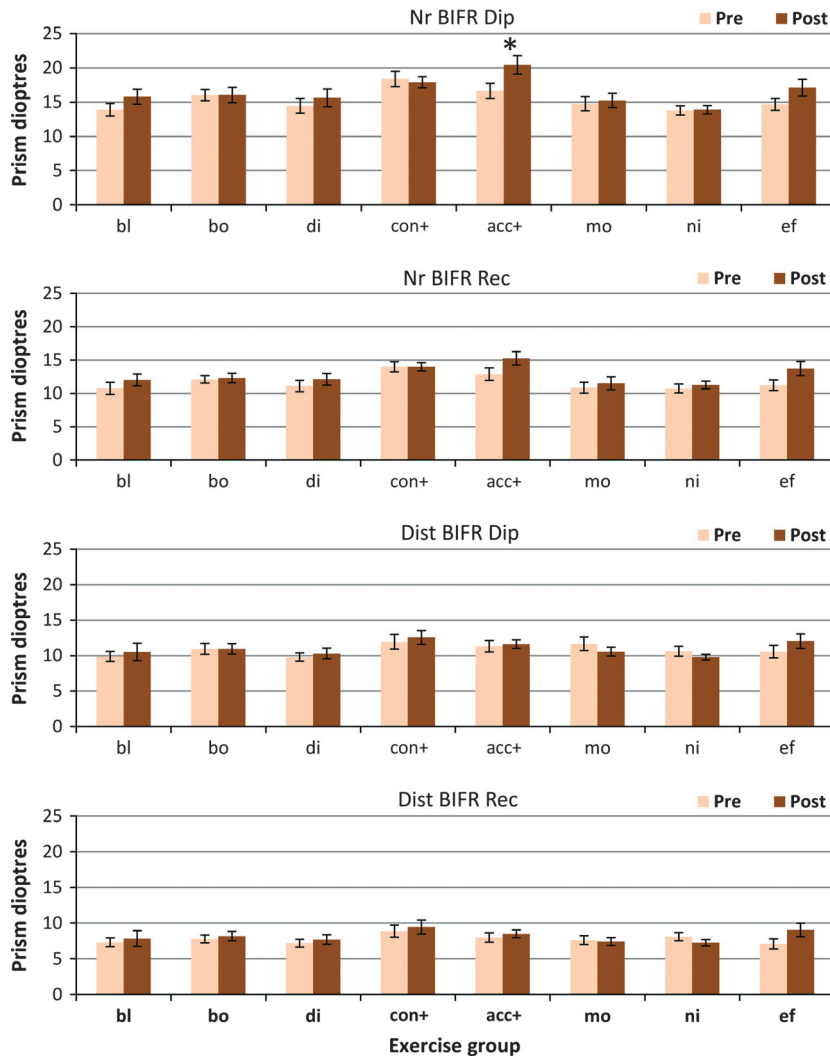 Nr BIFR Dip
Pre Post
Prism dioptres
25
20
15
10
5
0
*
bl bo di con+ acc+ mo ni ef
Nr BIFR Rec
Pre Post
Prism dioptres
25
20
15
10
5
0
bl bo di con+ acc+ mo ni ef
Dist BIFR Dip
Pre Post
Prism dioptres
25
20
15
10
5
0
bl bo di con+ acc+ mo ni ef
Dist BIFR Rec
Pre Post
Prism dioptres
25
20
15
10
5
0
bl bo di con+ acc+ mo ni ef
Exercise group